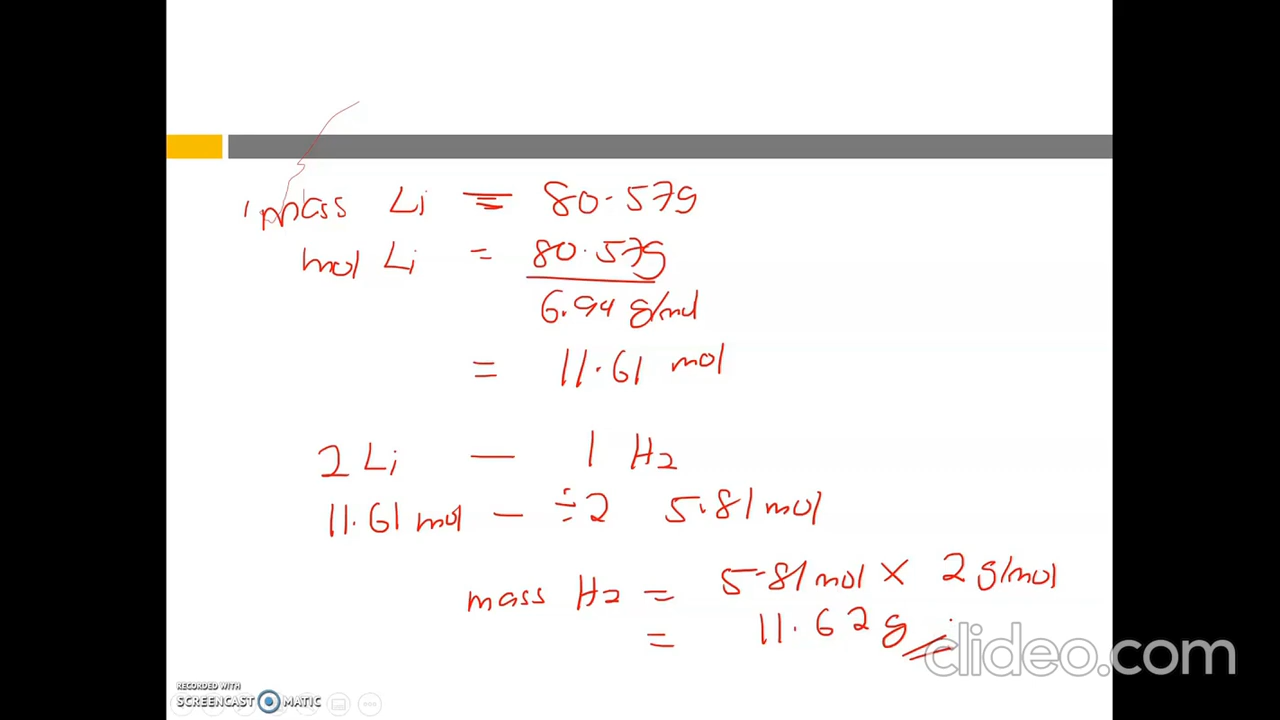 mass Li = 80.57g
mol Li = 80.57g
6.94 g/mol
= 11.61 mol
2 Li — 1 H2
11.61 mol — ÷2 5.81 mol
mass H2 = 5.81 mol × 2 g/mol
= 11.62 g
clideo.com
RECORDED WITH
SCREENCAST MATIC